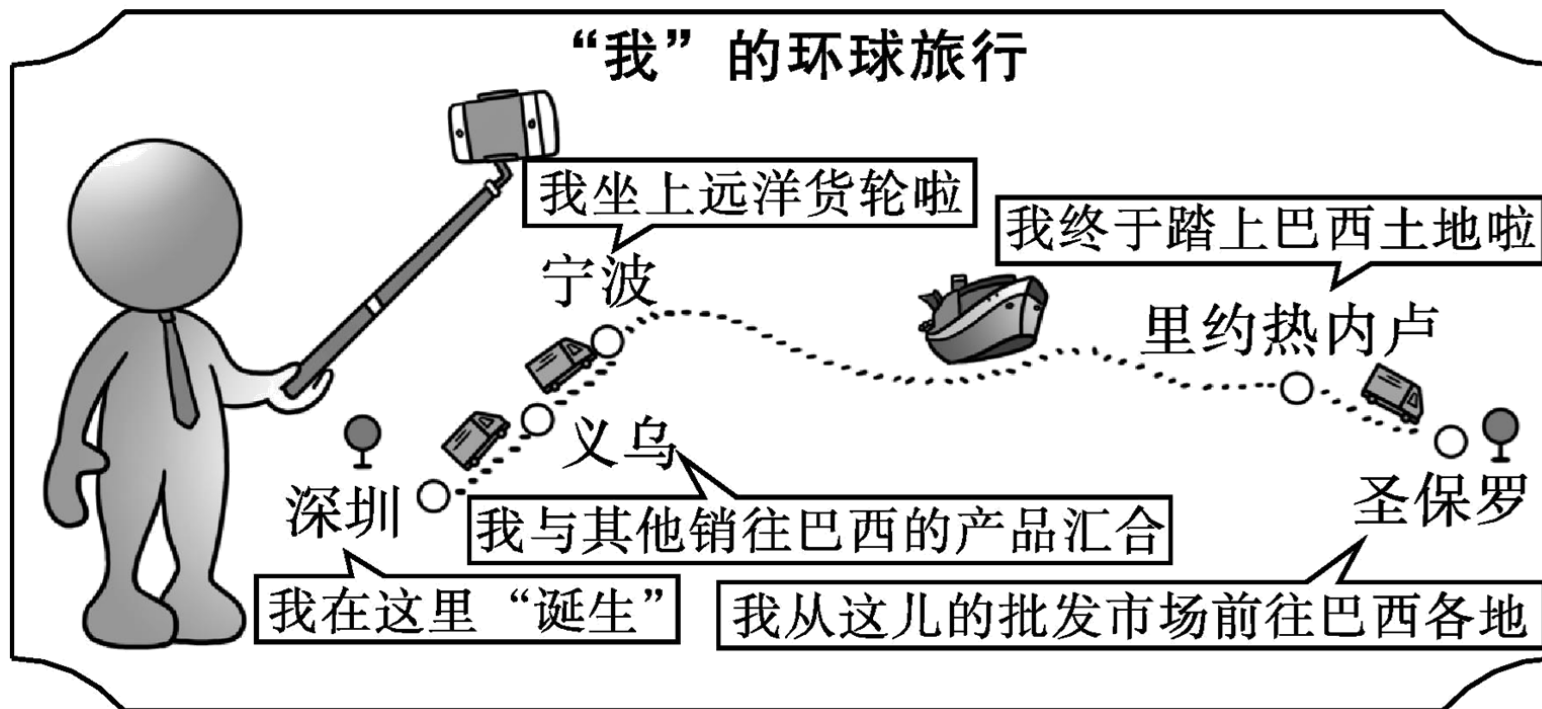 “我”的环球旅行
我坐上远洋货轮啦
我终于踏上巴西土地啦
宁波
里约热内卢
义乌
深圳
圣保罗
我与其他销往巴西的产品汇合
我在这里“诞生”
我从这儿的批发市场前往巴西各地